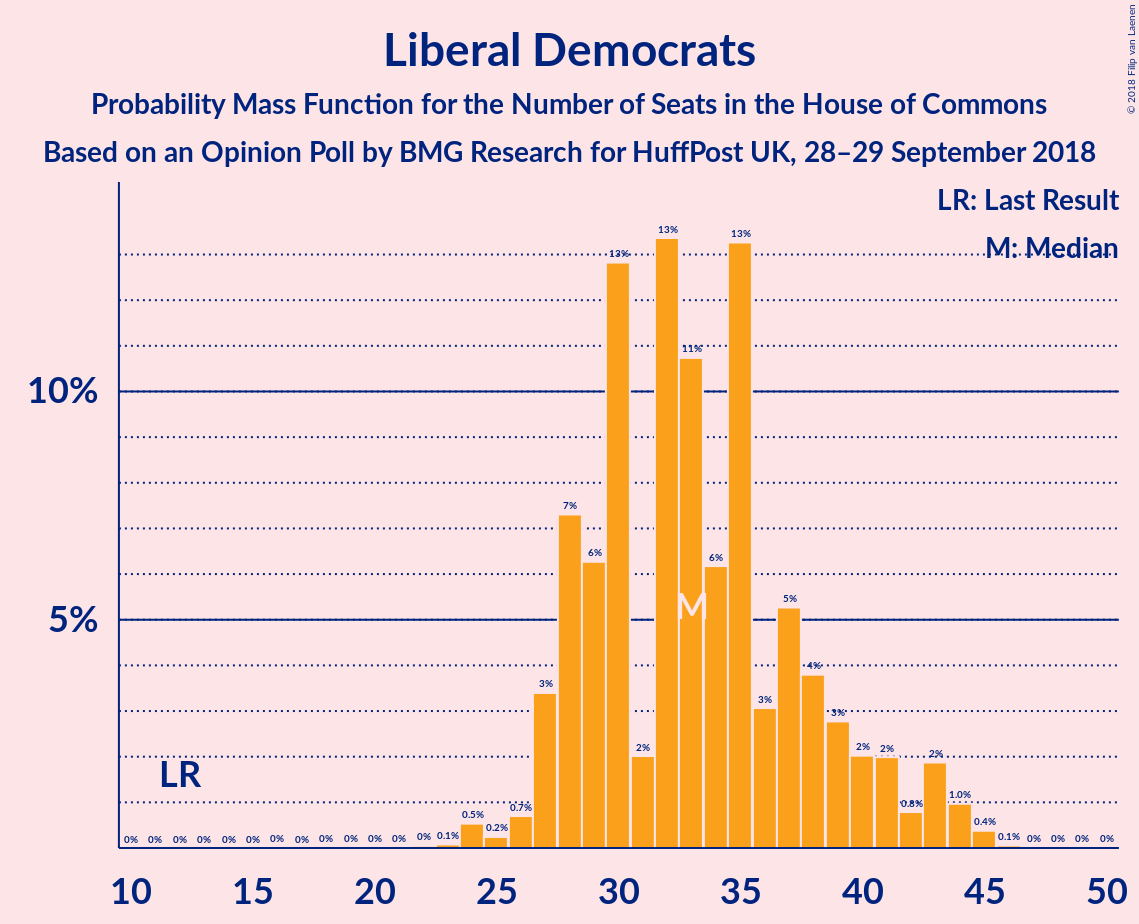 © 2018 Filip van Laenen
Liberal Democrats
Probability Mass Function for the Number of Seats in the House of Commons
Based on an Opinion Poll by BMG Research for HuffPost UK, 28–29 September 2018
LR: Last Result
M: Median
10%
5%
0% 0% 0% 0% 0% 0% 0% 0% 0% 0% 0% 0% 0% 0.1% 0.5% 0.2% 0.7% 3% 7% 6% 13% 2% 13% 11% 6% 13% 3% 5% 4% 3% 2% 2% 0.8% 2% 1.0% 0.4% 0.1% 0% 0% 0% 0%
M
LR
10 15 20 25 30 35 40 45 50